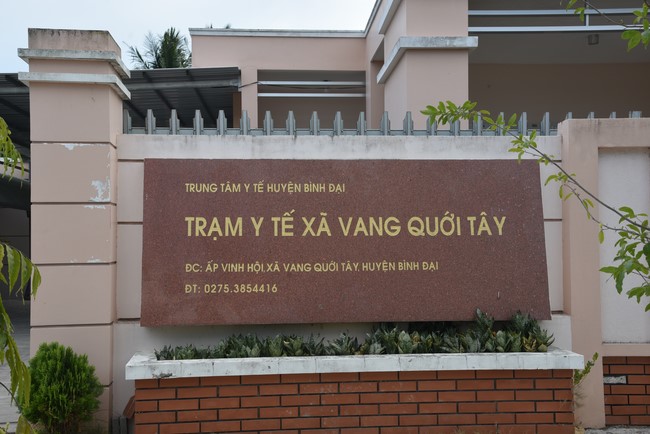 TRUNG TÂM Y TẾ HUYỆN BÌNH ĐẠI
TRẠM Y TẾ XÃ VANG QUỚI TÂY
ĐC: ẤP VINH HỘI, XÃ VANG QUỚI TÂY, HUYỆN BÌNH ĐẠI
ĐT: 0275.3854416